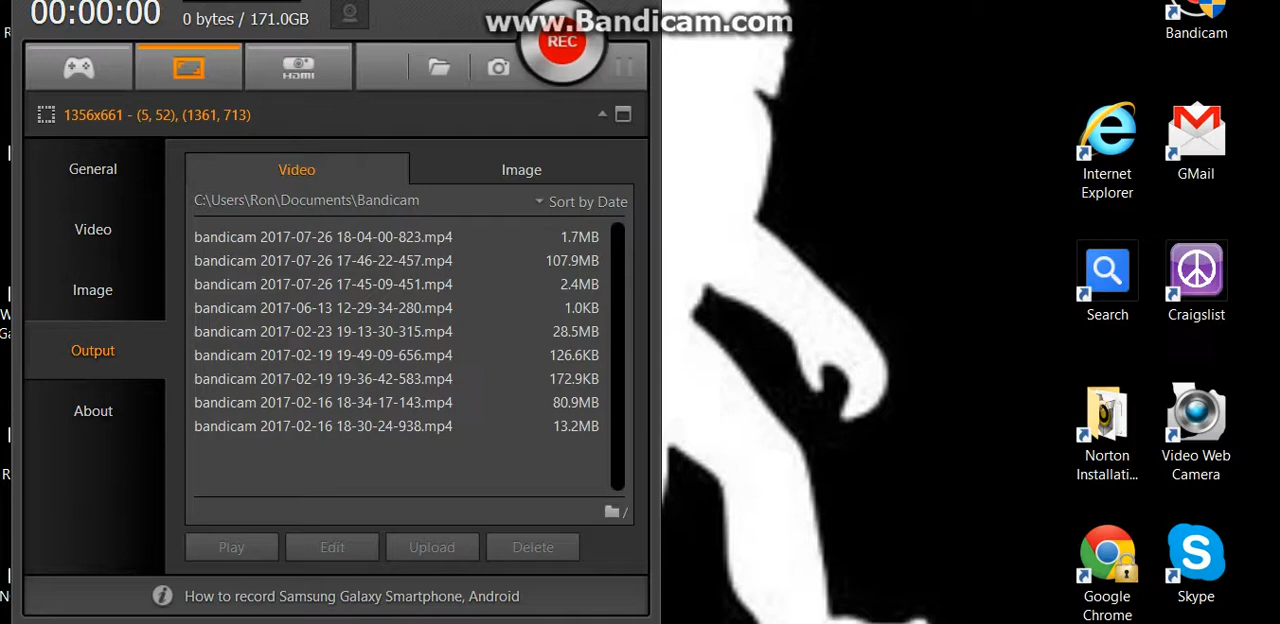 00:00:00
0 bytes / 171.0GB
www.Bandicam.com
REC
HDMI
1356x661 - (5, 52), (1361, 713)
General
Video
Image
Output
About
Video
Image
C:\Users\Ron\Documents\Bandicam
Sort by Date
bandicam 2017-07-26 18-04-00-823.mp4 1.7MB
bandicam 2017-07-26 17-46-22-457.mp4 107.9MB
bandicam 2017-07-26 17-45-09-451.mp4 2.4MB
bandicam 2017-06-13 12-29-34-280.mp4 1.0KB
bandicam 2017-02-23 19-13-30-315.mp4 28.5MB
bandicam 2017-02-19 19-49-09-656.mp4 126.6KB
bandicam 2017-02-19 19-36-42-583.mp4 172.9KB
bandicam 2017-02-16 18-34-17-143.mp4 80.9MB
bandicam 2017-02-16 18-30-24-938.mp4 13.2MB
/
Play
Edit
Upload
Delete
How to record Samsung Galaxy Smartphone, Android
Bandicam
Internet
Explorer
GMail
Search
Craigslist
Norton
Installati...
Video Web
Camera
Google
Chrome
Skype